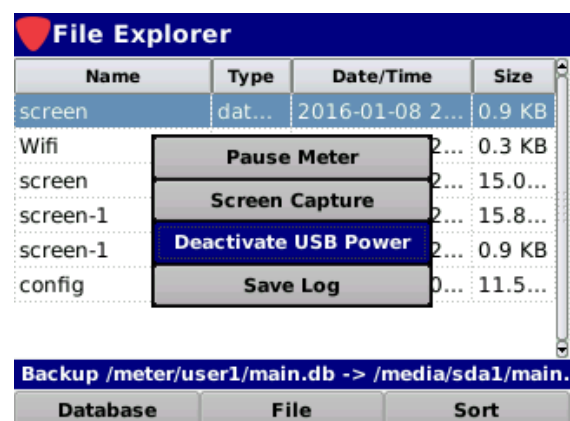 File Explorer
Name Type Date/Time Size
screen dat... 2016-01-08 2... 0.9 KB
Wifi 2... 0.3 KB
Pause Meter
screen 2... 15.0...
Screen Capture
screen-1 2... 15.8...
Deactivate USB Power
screen-1 2... 0.9 KB
config 0... 11.5...
Save Log
Backup /meter/user1/main.db -> /media/sda1/main.
Database File Sort